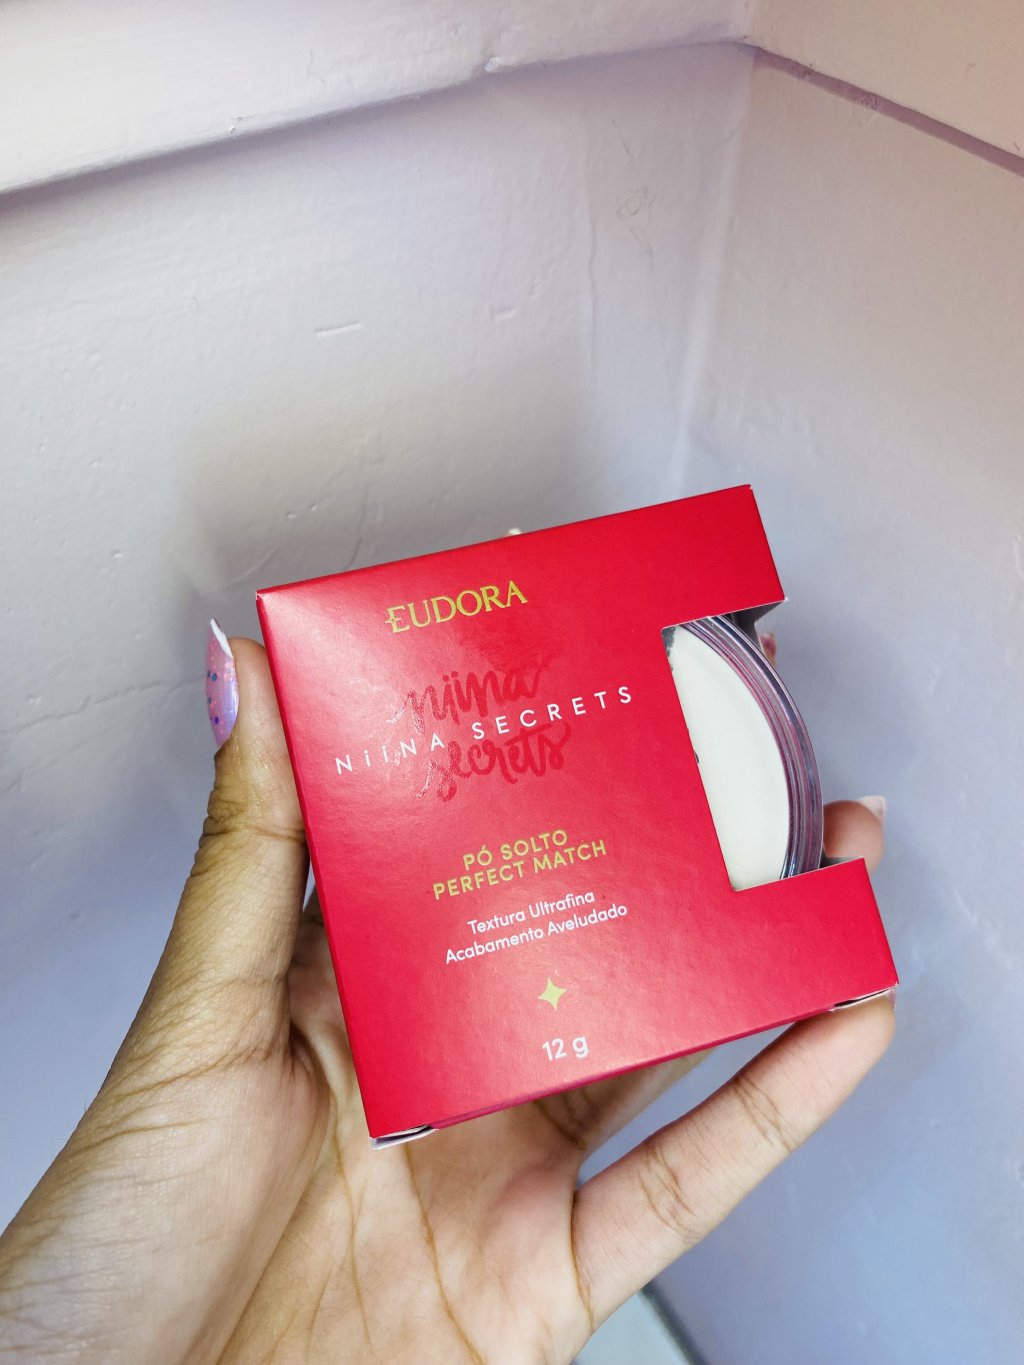 EUDORA
niina
NiiNA SECRETS
secrets
PÓ SOLTO
PERFECT MATCH
Textura Ultrafina
Acabamento Aveludado
12 g